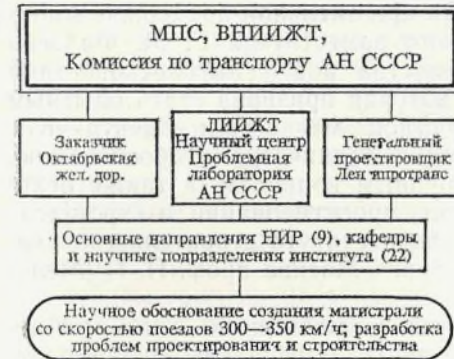 МПС, ВНИИЖТ,
Комиссия по транспорту АН СССР
Заказчик
Октябрьская
жел. дор.
ЛИИЖТ
Научный центр
Проблемная
лаборатория
АН СССР
Генеральный
проектировщик
Ленгипротранс
Основные направления НИР (9), кафедры
и научные подразделения института (22)
Научное обоснование создания магистрали
со скоростью поездов 300—350 км/ч; разработка
проблем проектирования и строительства